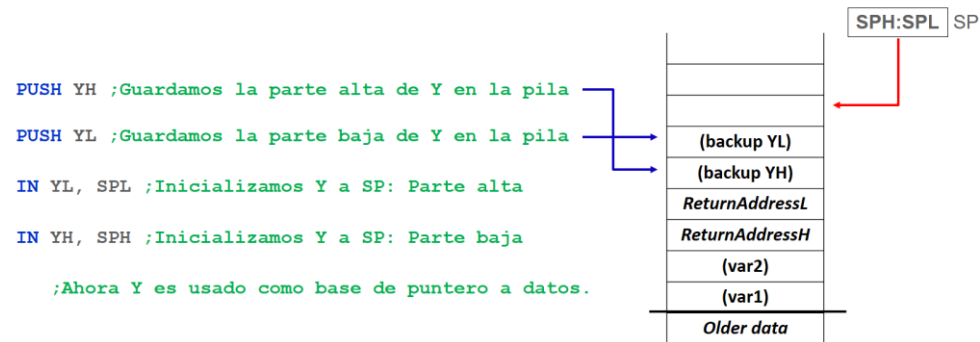 SPH:SPL SP
PUSH YH ;Guardamos la parte alta de Y en la pila
PUSH YL ;Guardamos la parte baja de Y en la pila
IN YL, SPL ;Inicializamos Y a SP: Parte alta
IN YH, SPH ;Inicializamos Y a SP: Parte baja
;Ahora Y es usado como base de puntero a datos.
(backup YL)
(backup YH)
ReturnAddressL
ReturnAddressH
(var2)
(var1)
Older data